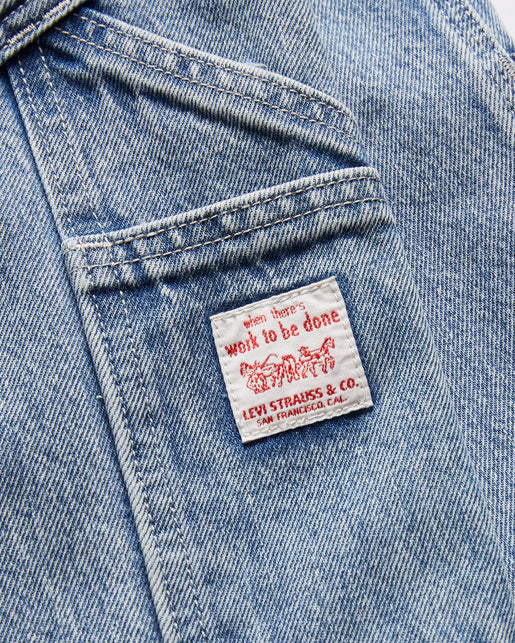 when there's
work to be done
LEVI STRAUSS & CO.
SAN FRANCISCO, CAL.